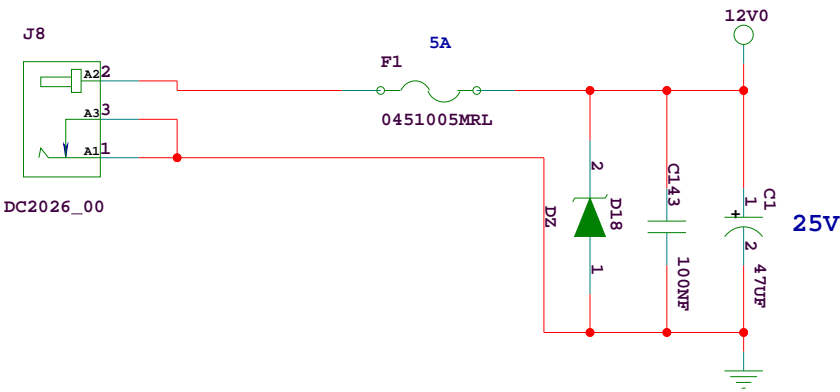 12V0
J8
5A
F1
A2 2
A3 3
0451005MRL
A1 1
DC2026_00
2
D18
DZ
1
C143
100NF
C1
1
+
2
47UF
25V